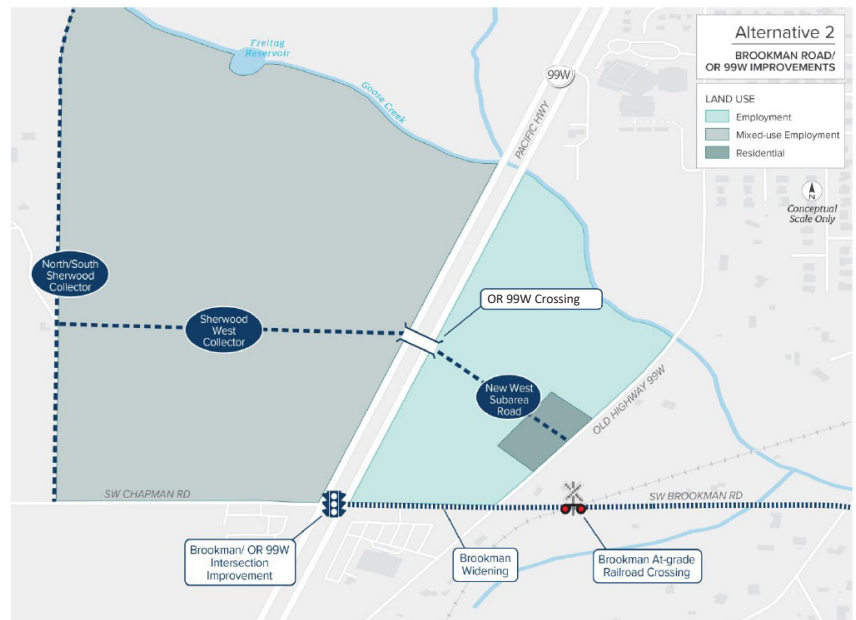 Alternative 2
BROOKMAN ROAD/
OR 99W IMPROVEMENTS
LAND USE
Employment
Mixed-use Employment
Residential
N
Conceptual
Scale Only
Freitag
Reservoir
Goose Creek
99W
PACIFIC HWY
North/South
Sherwood
Collector
Sherwood
West
Collector
OR 99W Crossing
New West
Subarea
Road
OLD HIGHWAY 99W
SW CHAPMAN RD
SW BROOKMAN RD
Brookman/ OR 99W
Intersection
Improvement
Brookman
Widening
Brookman At-grade
Railroad Crossing